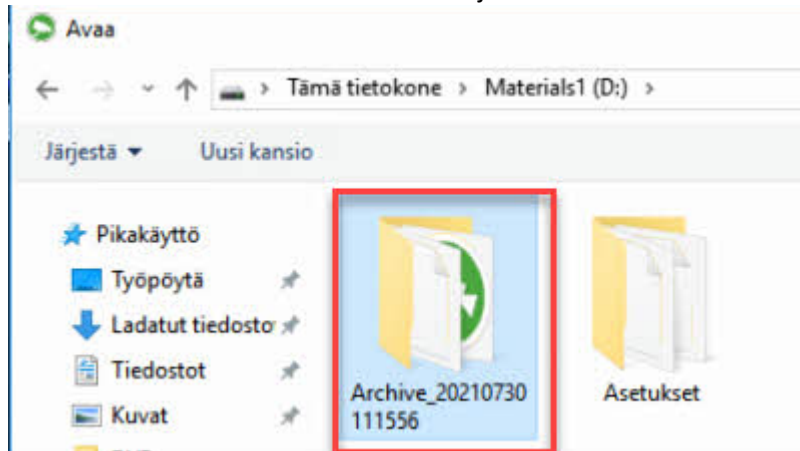 Avaa
Tämä tietokone > Materials1 (D:) >
Järjestä Uusi kansio
Pikakäyttö
Työpöytä
Ladatut tiedosto
Tiedostot
Kuvat
Archive_20210730
111556
Asetukset